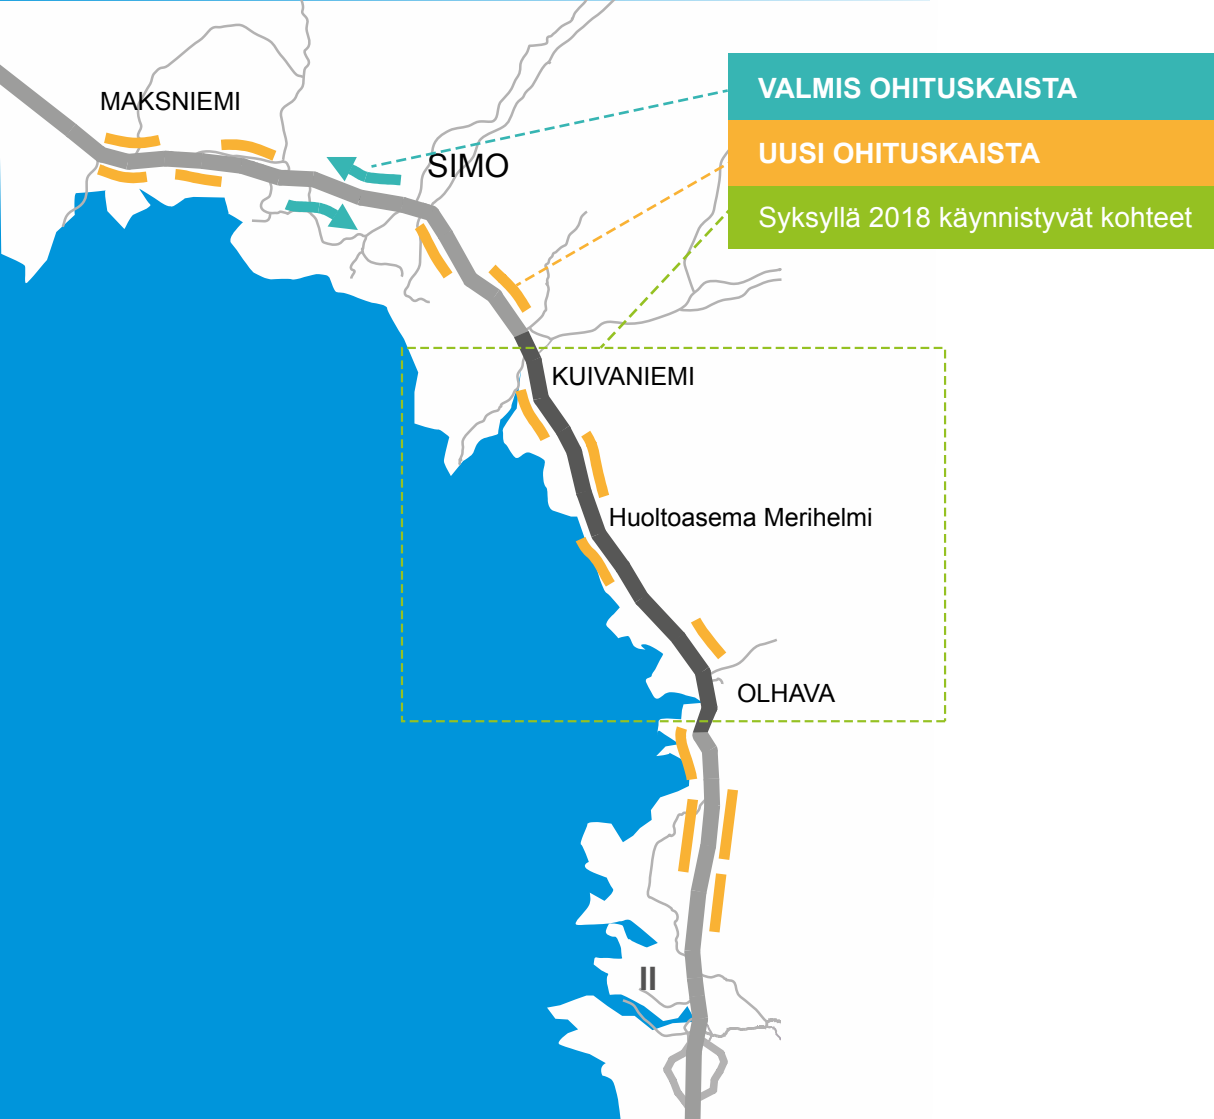 VALMIS OHITUSKAISTA
UUSI OHITUSKAISTA
Syksyllä 2018 käynnistyvät kohteet
MAKSNIEMI
SIMO
KUIVANIEMI
Huoltoasema Merihelmi
OLHAVA
II